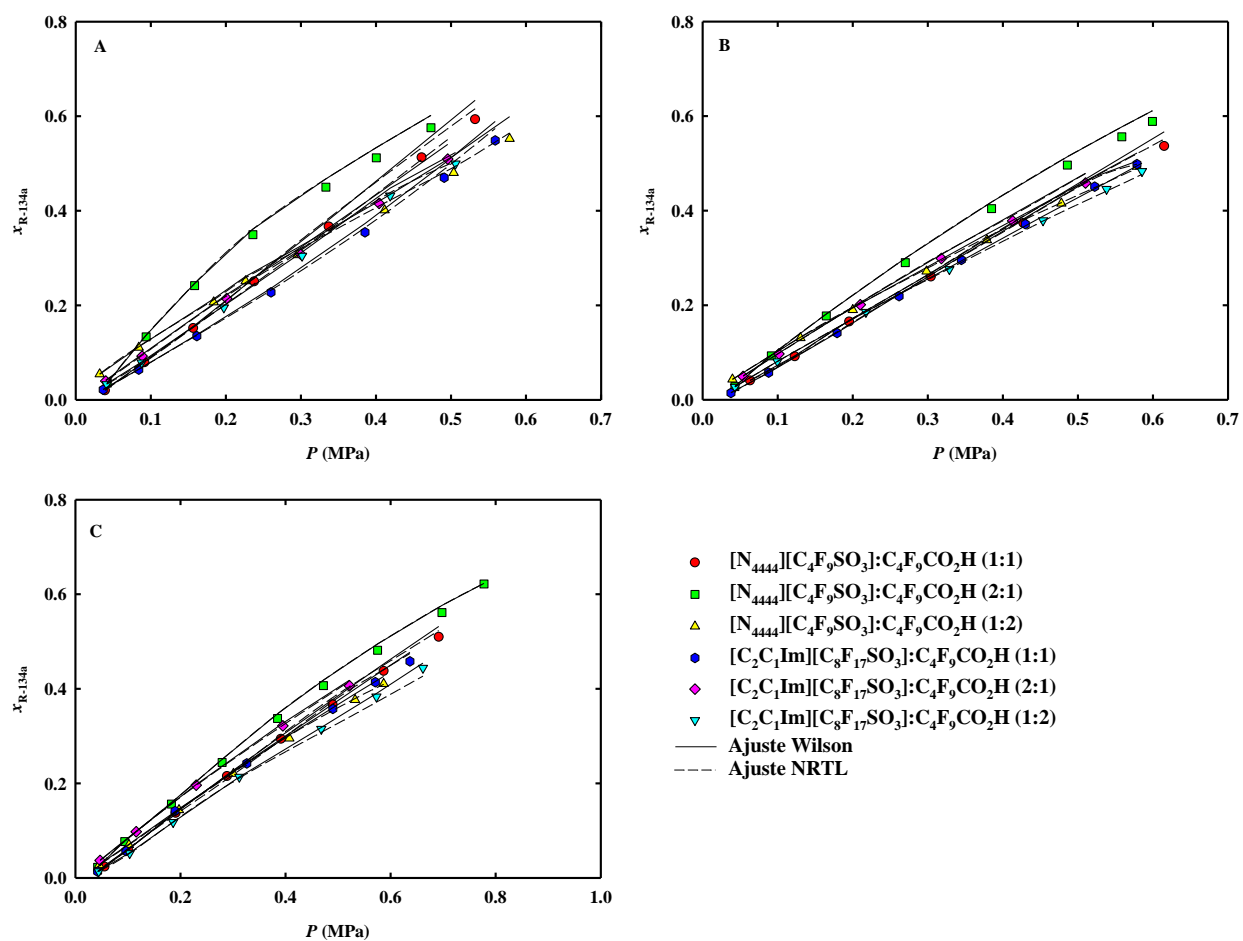 A
0.8
0.6
0.4
0.2
0.0
x_R-134a
0.0 0.1 0.2 0.3 0.4 0.5 0.6 0.7
P (MPa)
B
0.8
0.6
0.4
0.2
0.0
x_R-134a
0.0 0.1 0.2 0.3 0.4 0.5 0.6 0.7
P (MPa)
C
0.8
0.6
0.4
0.2
0.0
x_R-134a
0.0 0.2 0.4 0.6 0.8 1.0
P (MPa)
[N₄₄₄₄][C₄F₉SO₃]:C₄F₉CO₂H (1:1)
[N₄₄₄₄][C₄F₉SO₃]:C₄F₉CO₂H (2:1)
[N₄₄₄₄][C₄F₉SO₃]:C₄F₉CO₂H (1:2)
[C₂C₁Im][C₈F₁₇SO₃]:C₄F₉CO₂H (1:1)
[C₂C₁Im][C₈F₁₇SO₃]:C₄F₉CO₂H (2:1)
[C₂C₁Im][C₈F₁₇SO₃]:C₄F₉CO₂H (1:2)
Ajuste Wilson
Ajuste NRTL